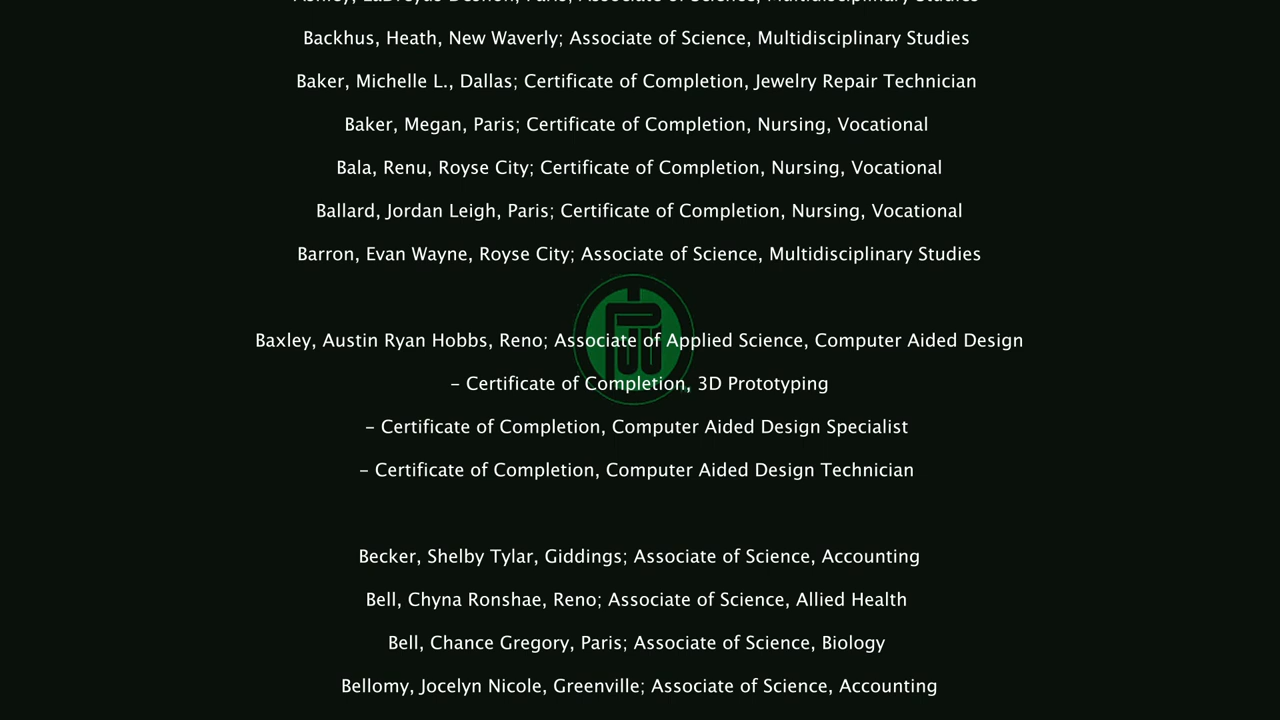 Paris; Associate of Science, Multidisciplinary Studies
Backhus, Heath, New Waverly; Associate of Science, Multidisciplinary Studies
Baker, Michelle L., Dallas; Certificate of Completion, Jewelry Repair Technician
Baker, Megan, Paris; Certificate of Completion, Nursing, Vocational
Bala, Renu, Royse City; Certificate of Completion, Nursing, Vocational
Ballard, Jordan Leigh, Paris; Certificate of Completion, Nursing, Vocational
Barron, Evan Wayne, Royse City; Associate of Science, Multidisciplinary Studies
Baxley, Austin Ryan Hobbs, Reno; Associate of Applied Science, Computer Aided Design
– Certificate of Completion, 3D Prototyping
– Certificate of Completion, Computer Aided Design Specialist
– Certificate of Completion, Computer Aided Design Technician
Becker, Shelby Tylar, Giddings; Associate of Science, Accounting
Bell, Chyna Ronshae, Reno; Associate of Science, Allied Health
Bell, Chance Gregory, Paris; Associate of Science, Biology
Bellomy, Jocelyn Nicole, Greenville; Associate of Science, Accounting